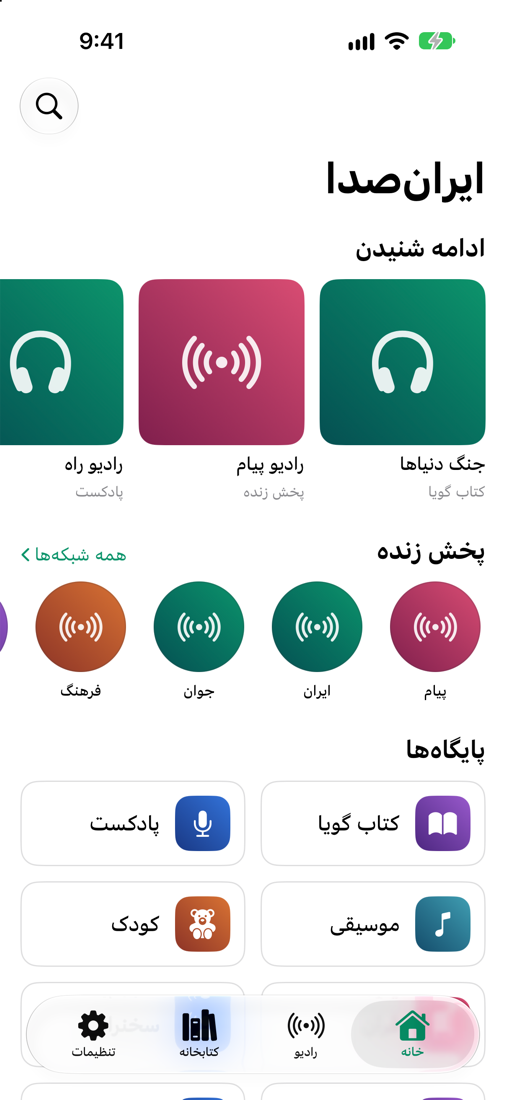 9:41
ایران‌صدا
ادامه شنیدن
جنگ دنیاها
کتاب گویا
رادیو پیام
پخش زنده
رادیو راه
پادکست
پخش زنده
همه شبکه‌ها
پیام
ایران
جوان
فرهنگ
پایگاه‌ها
کتاب گویا
پادکست
موسیقی
کودک
خانه
رادیو
کتابخانه
تنظیمات